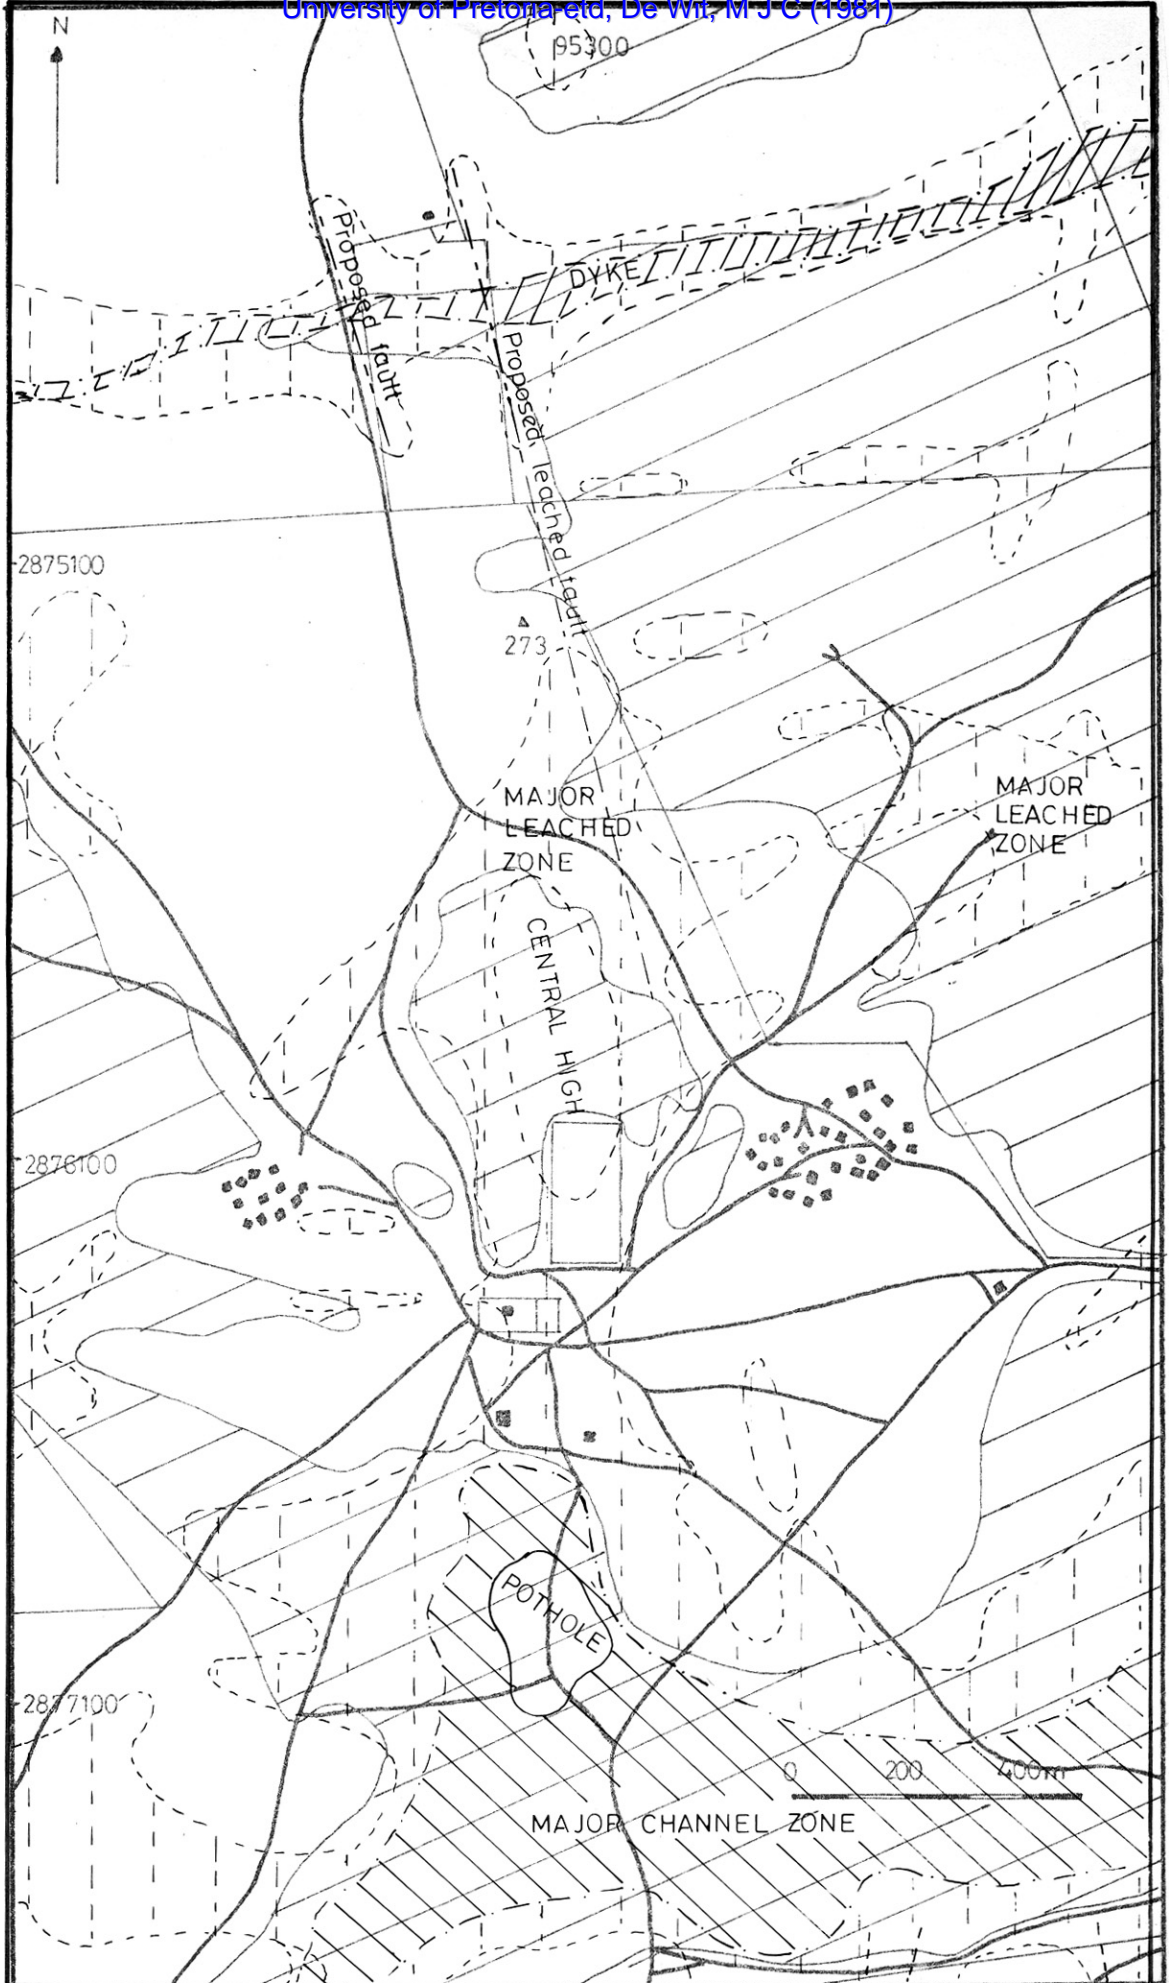 University of Pretoria etd, De Wit, M J C (1981)
N
95300
DYKE
Proposed fault
Proposed leached fault
2875100
273
MAJOR
LEACHED
ZONE
MAJOR
LEACHED
ZONE
CENTRAL HIGH
2876100
POTHOLE
2877100
0 200 400m
MAJOR CHANNEL ZONE